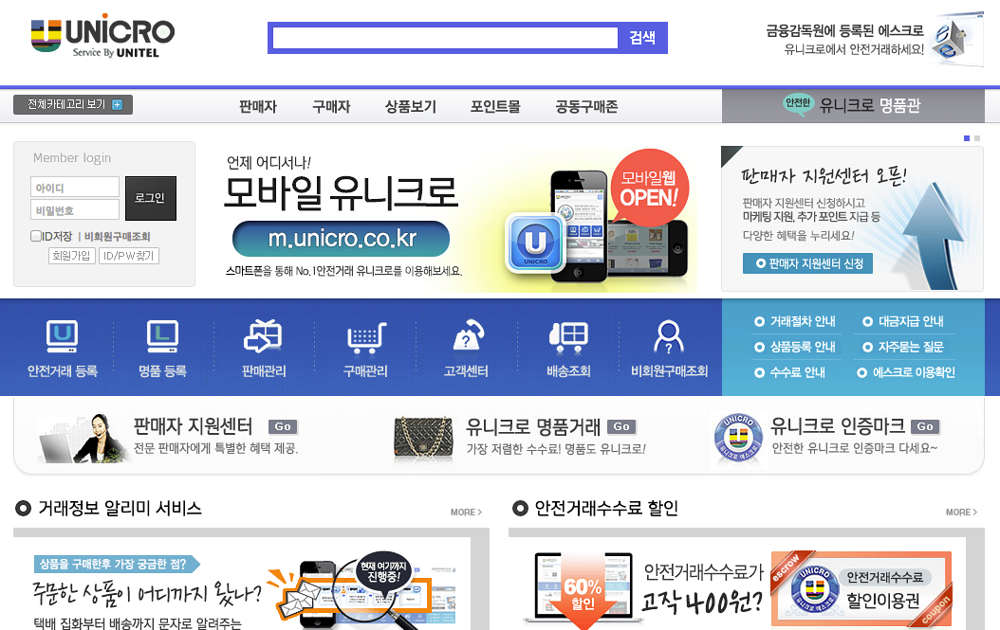 UNICRO
Service By UNITEL
검색
금융감독원에 등록된 에스크로
유니크로에서 안전거래하세요!
전체카테고리 보기
판매자
구매자
상품보기
포인트몰
공동구매존
안전한 유니크로 명품관
Member login
아이디
비밀번호
로그인
ID저장 | 비회원구매조회
회원가입
ID/PW찾기
언제 어디서나!
모바일 유니크로
m.unicro.co.kr
스마트폰을 통해 No.1안전거래 유니크로를 이용해보세요.
모바일웹
OPEN!
U
UNICRO
판매자 지원센터 오픈!
판매자 지원센터 신청하시고
마케팅 지원, 추가 포인트 지급 등
다양한 혜택을 누리세요!
판매자 지원센터 신청
안전거래 등록
명품 등록
판매관리
구매관리
고객센터
배송조회
비회원구매조회
거래절차 안내
대금지급 안내
상품등록 안내
자주묻는 질문
수수료 안내
에스크로 이용확인
판매자 지원센터 Go
전문 판매자에게 특별한 혜택 제공.
유니크로 명품거래 Go
가장 저렴한 수수료! 명품도 유니크로!
UNICRO
유니크로 에스크로
유니크로 인증마크 Go
안전한 유니크로 인증마크 다세요~
거래정보 알리미 서비스
MORE >
안전거래수수료 할인
MORE >
상품을 구매한후 가장 궁금한 점?
주문한 상품이 어디까지 왔나?
택배 집화부터 배송까지 문자로 알려주는
현재 여기까지
진행중!
60%
할인
안전거래수수료가
고작 400원?
escrow
UNICRO
안전거래수수료
할인이용권
coupon